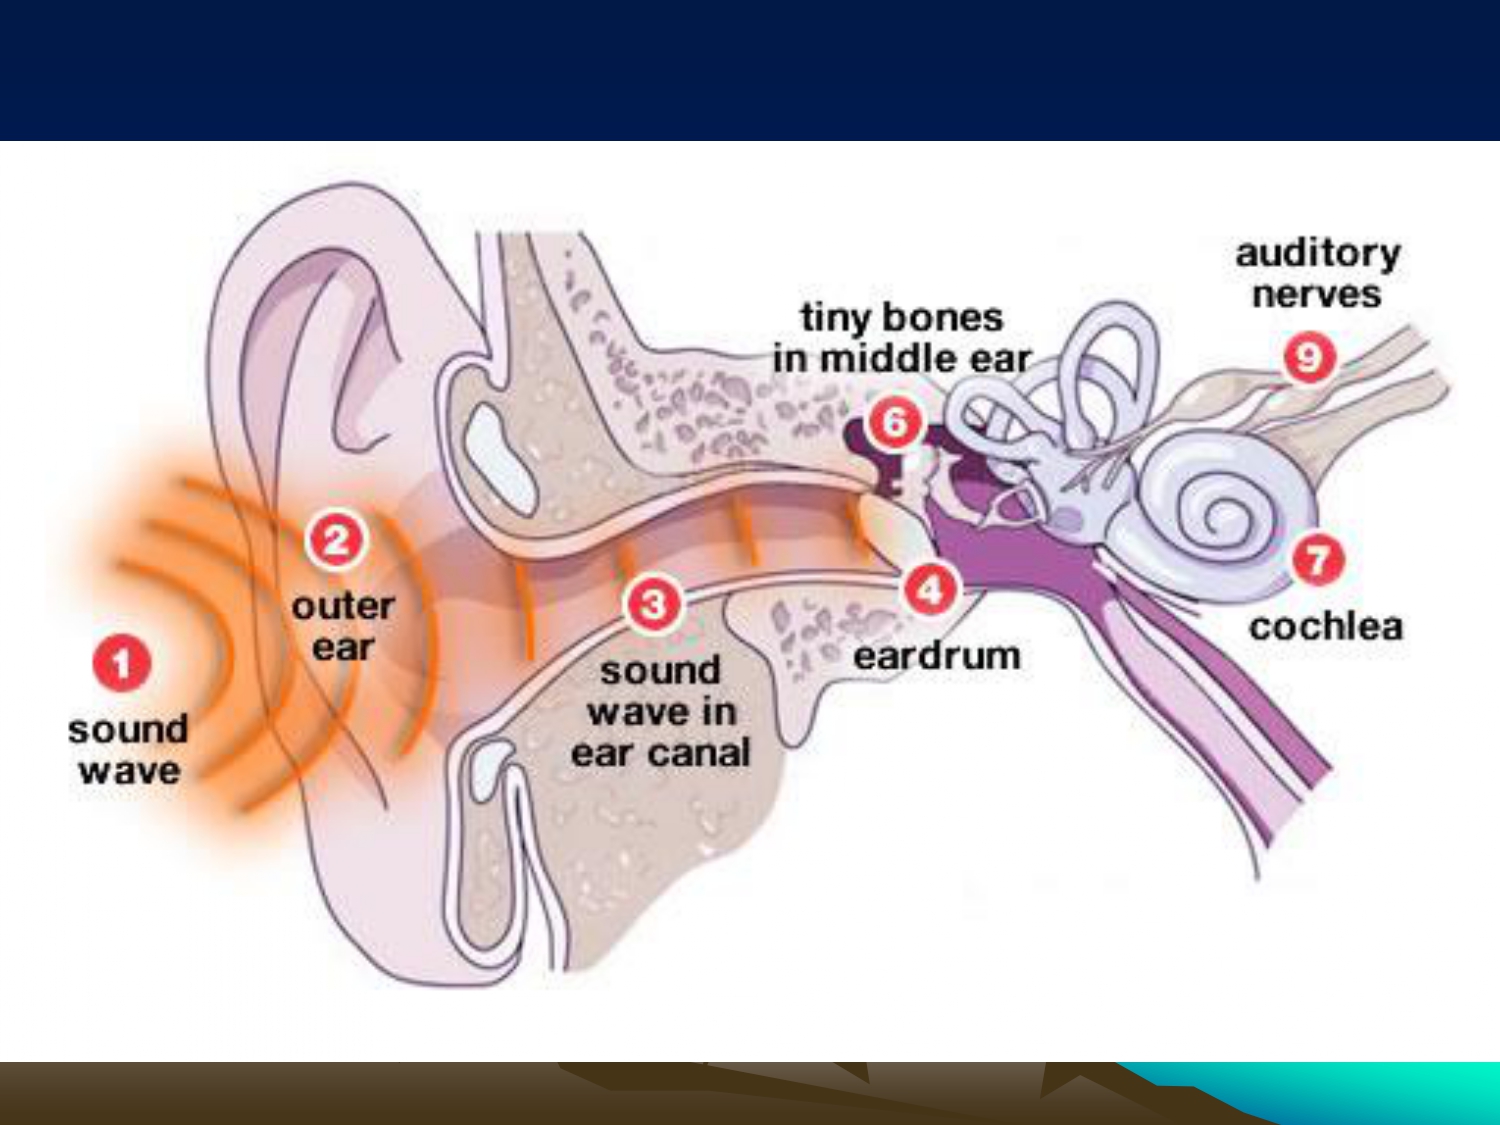 1
sound
wave
2
outer
ear
3
sound
wave in
ear canal
4
eardrum
tiny bones
in middle ear
6
7
cochlea
auditory
nerves
9